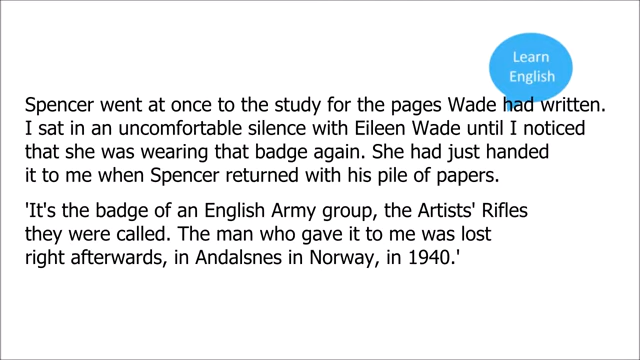 Learn
English
Spencer went at once to the study for the pages Wade had written.
I sat in an uncomfortable silence with Eileen Wade until I noticed
that she was wearing that badge again. She had just handed
it to me when Spencer returned with his pile of papers.
'It's the badge of an English Army group, the Artists' Rifles
they were called. The man who gave it to me was lost
right afterwards, in Andalsnes in Norway, in 1940.'